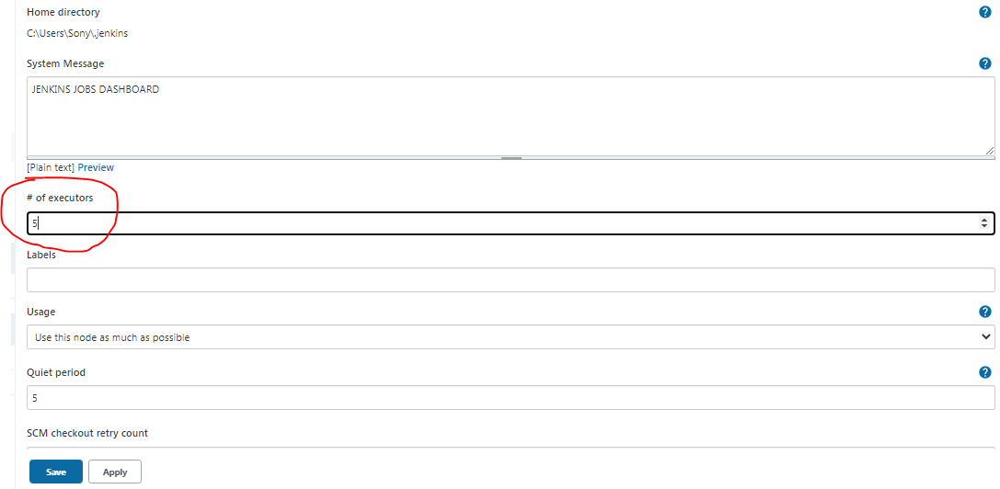 Home directory
C:\Users\Sony\.jenkins
System Message
JENKINS JOBS DASHBOARD
[Plain text] Preview
# of executors
5
Labels
Usage
Use this node as much as possible
Quiet period
5
SCM checkout retry count
Save Apply